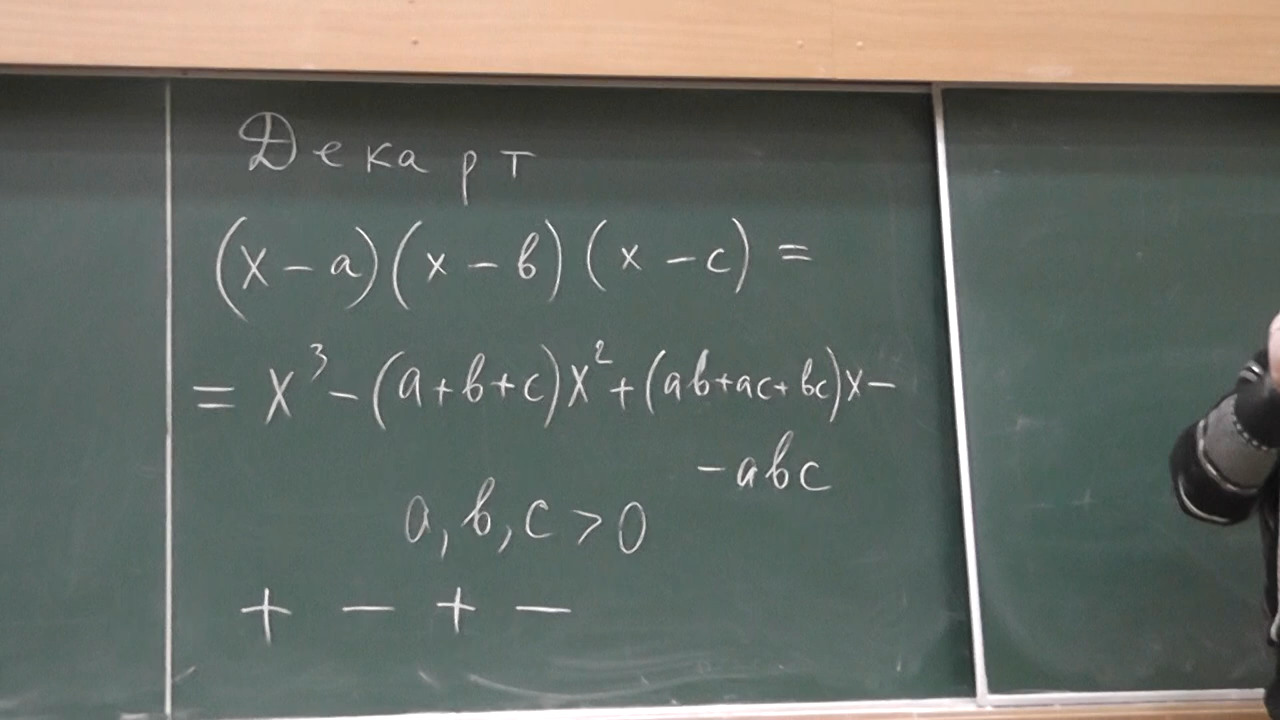 Декарт
(x-a)(x-b)(x-c)=
=x³-(a+b+c)x²+(ab+ac+bc)x-
-abc
a,b,c>0
+ - + -